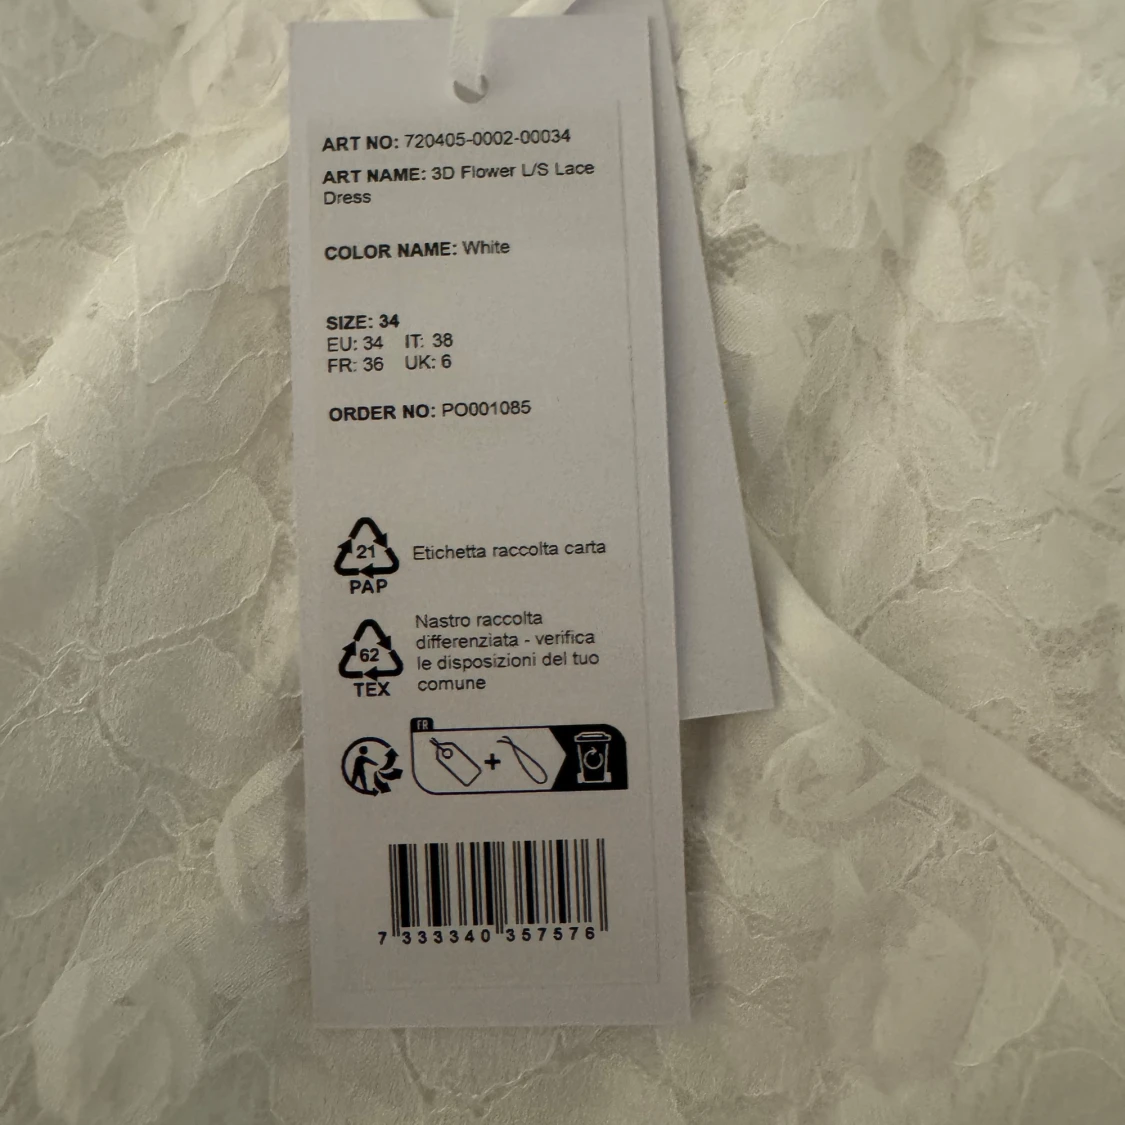 ART NO: 720405-0002-00034
ART NAME: 3D Flower L/S Lace
Dress
COLOR NAME: White
SIZE: 34
EU: 34 IT: 38
FR: 36 UK: 6
ORDER NO: PO001085
21
PAP
Etichetta raccolta carta
62
TEX
Nastro raccolta
differenziata - verifica
le disposizioni del tuo
comune
FR
+
7 333340 357576